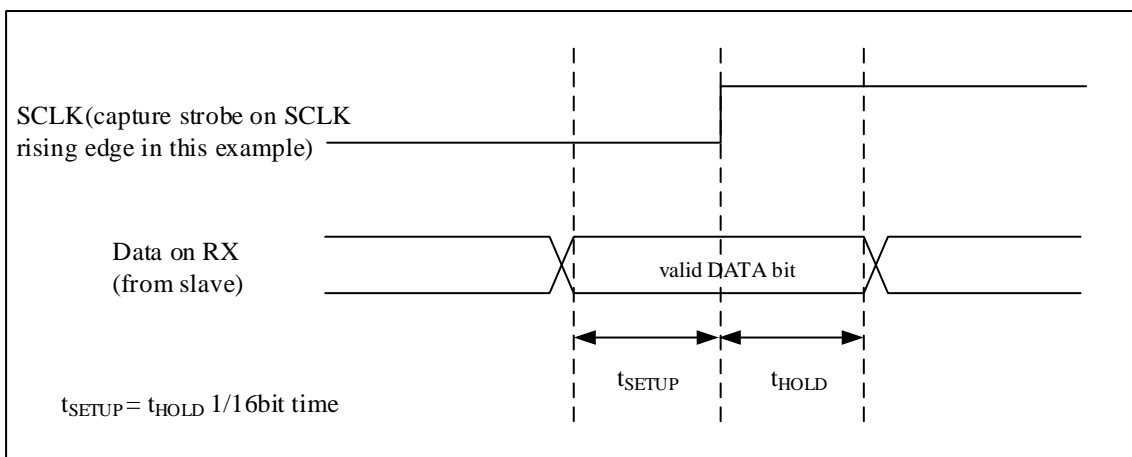 SCLK(capture strobe on SCLK
rising edge in this example)
Data on RX
(from slave)
valid DATA bit
tSETUP
tHOLD
tSETUP= tHOLD 1/16bit time